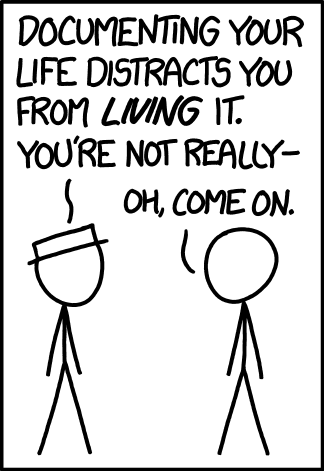 DOCUMENTING YOUR
LIFE DISTRACTS YOU
FROM LIVING IT.
YOU'RE NOT REALLY—
OH, COME ON.